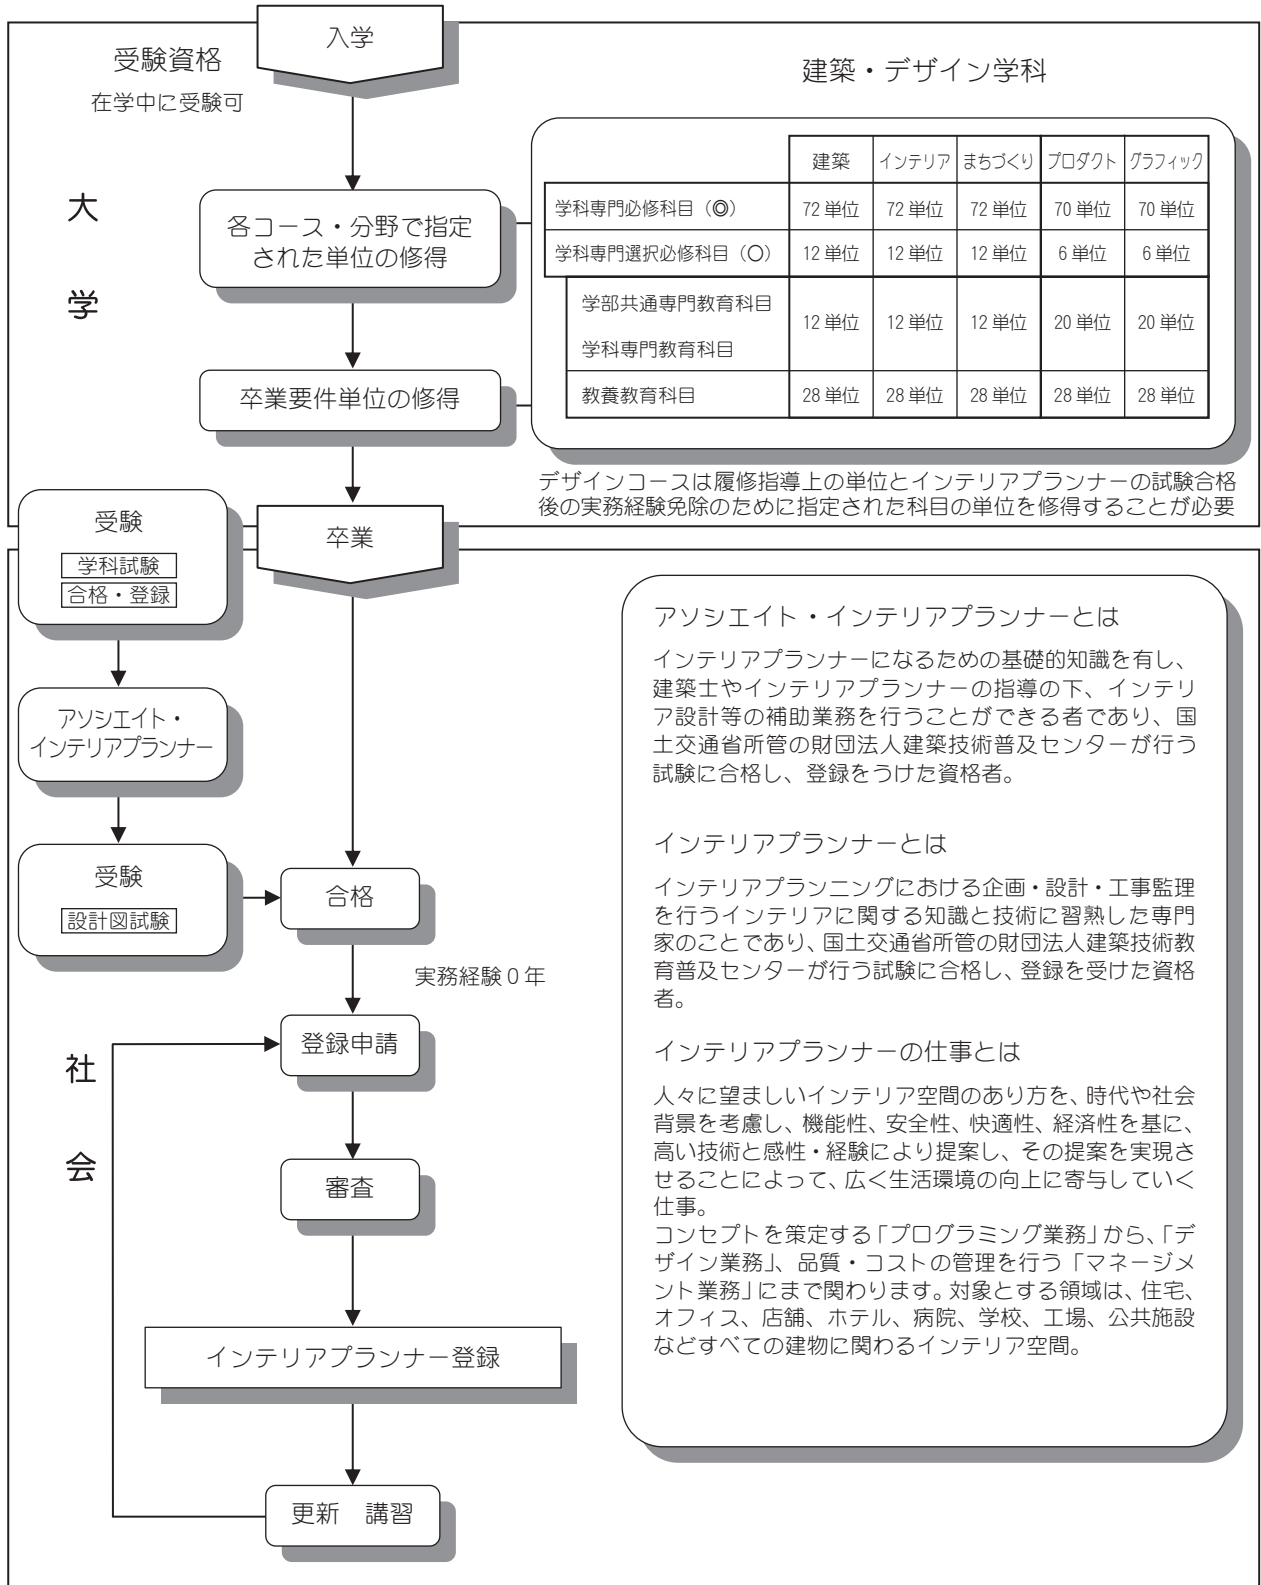 入学
受験資格
在学中に受験可
建築・デザイン学科
大
学
各コース・分野で指定
された単位の修得
卒業要件単位の修得
建築 インテリア まちづくり プロダクト グラフィック
学科専門必修科目（◎） 72 単位 72 単位 72 単位 70 単位 70 単位
学科専門選択必修科目（○） 12 単位 12 単位 12 単位 6 単位 6 単位
学部共通専門教育科目
学科専門教育科目
12 単位 12 単位 12 単位 20 単位 20 単位
教養教育科目 28 単位 28 単位 28 単位 28 単位 28 単位
デザインコースは履修指導上の単位とインテリアプランナーの試験合格
後の実務経験免除のために指定された科目の単位を修得することが必要
受験
学科試験
合格・登録
卒業
アソシエイト・
インテリアプランナー
受験
設計図試験
合格
実務経験０年
登録申請
社
会
審査
インテリアプランナー登録
更新　講習
アソシエイト・インテリアプランナーとは
インテリアプランナーになるための基礎的知識を有し、
建築士やインテリアプランナーの指導の下、インテリ
ア設計等の補助業務を行うことができる者であり、国
土交通省所管の財団法人建築技術普及センターが行う
試験に合格し、登録をうけた資格者。
インテリアプランナーとは
インテリアプランニングにおける企画・設計・工事監理
を行うインテリアに関する知識と技術に習熟した専門
家のことであり、国土交通省所管の財団法人建築技術教
育普及センターが行う試験に合格し、登録を受けた資格
者。
インテリアプランナーの仕事とは
人々に望ましいインテリア空間のあり方を、時代や社会
背景を考慮し、機能性、安全性、快適性、経済性を基に、
高い技術と感性・経験により提案し、その提案を実現さ
せることによって、広く生活環境の向上に寄与していく
仕事。
コンセプトを策定する「プログラミング業務」から、「デ
ザイン業務」、品質・コストの管理を行う「マネージメ
ント業務」にまで関わります。対象とする領域は、住宅、
オフィス、店舗、ホテル、病院、学校、工場、公共施設
などすべての建物に関わるインテリア空間。